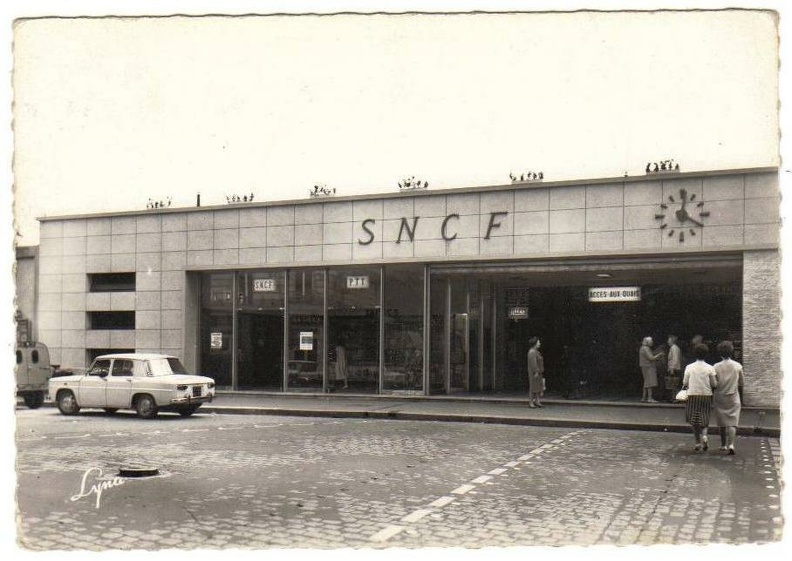 SNCF
SNCF
PTT
ACCES AUX QUAIS
Lyna